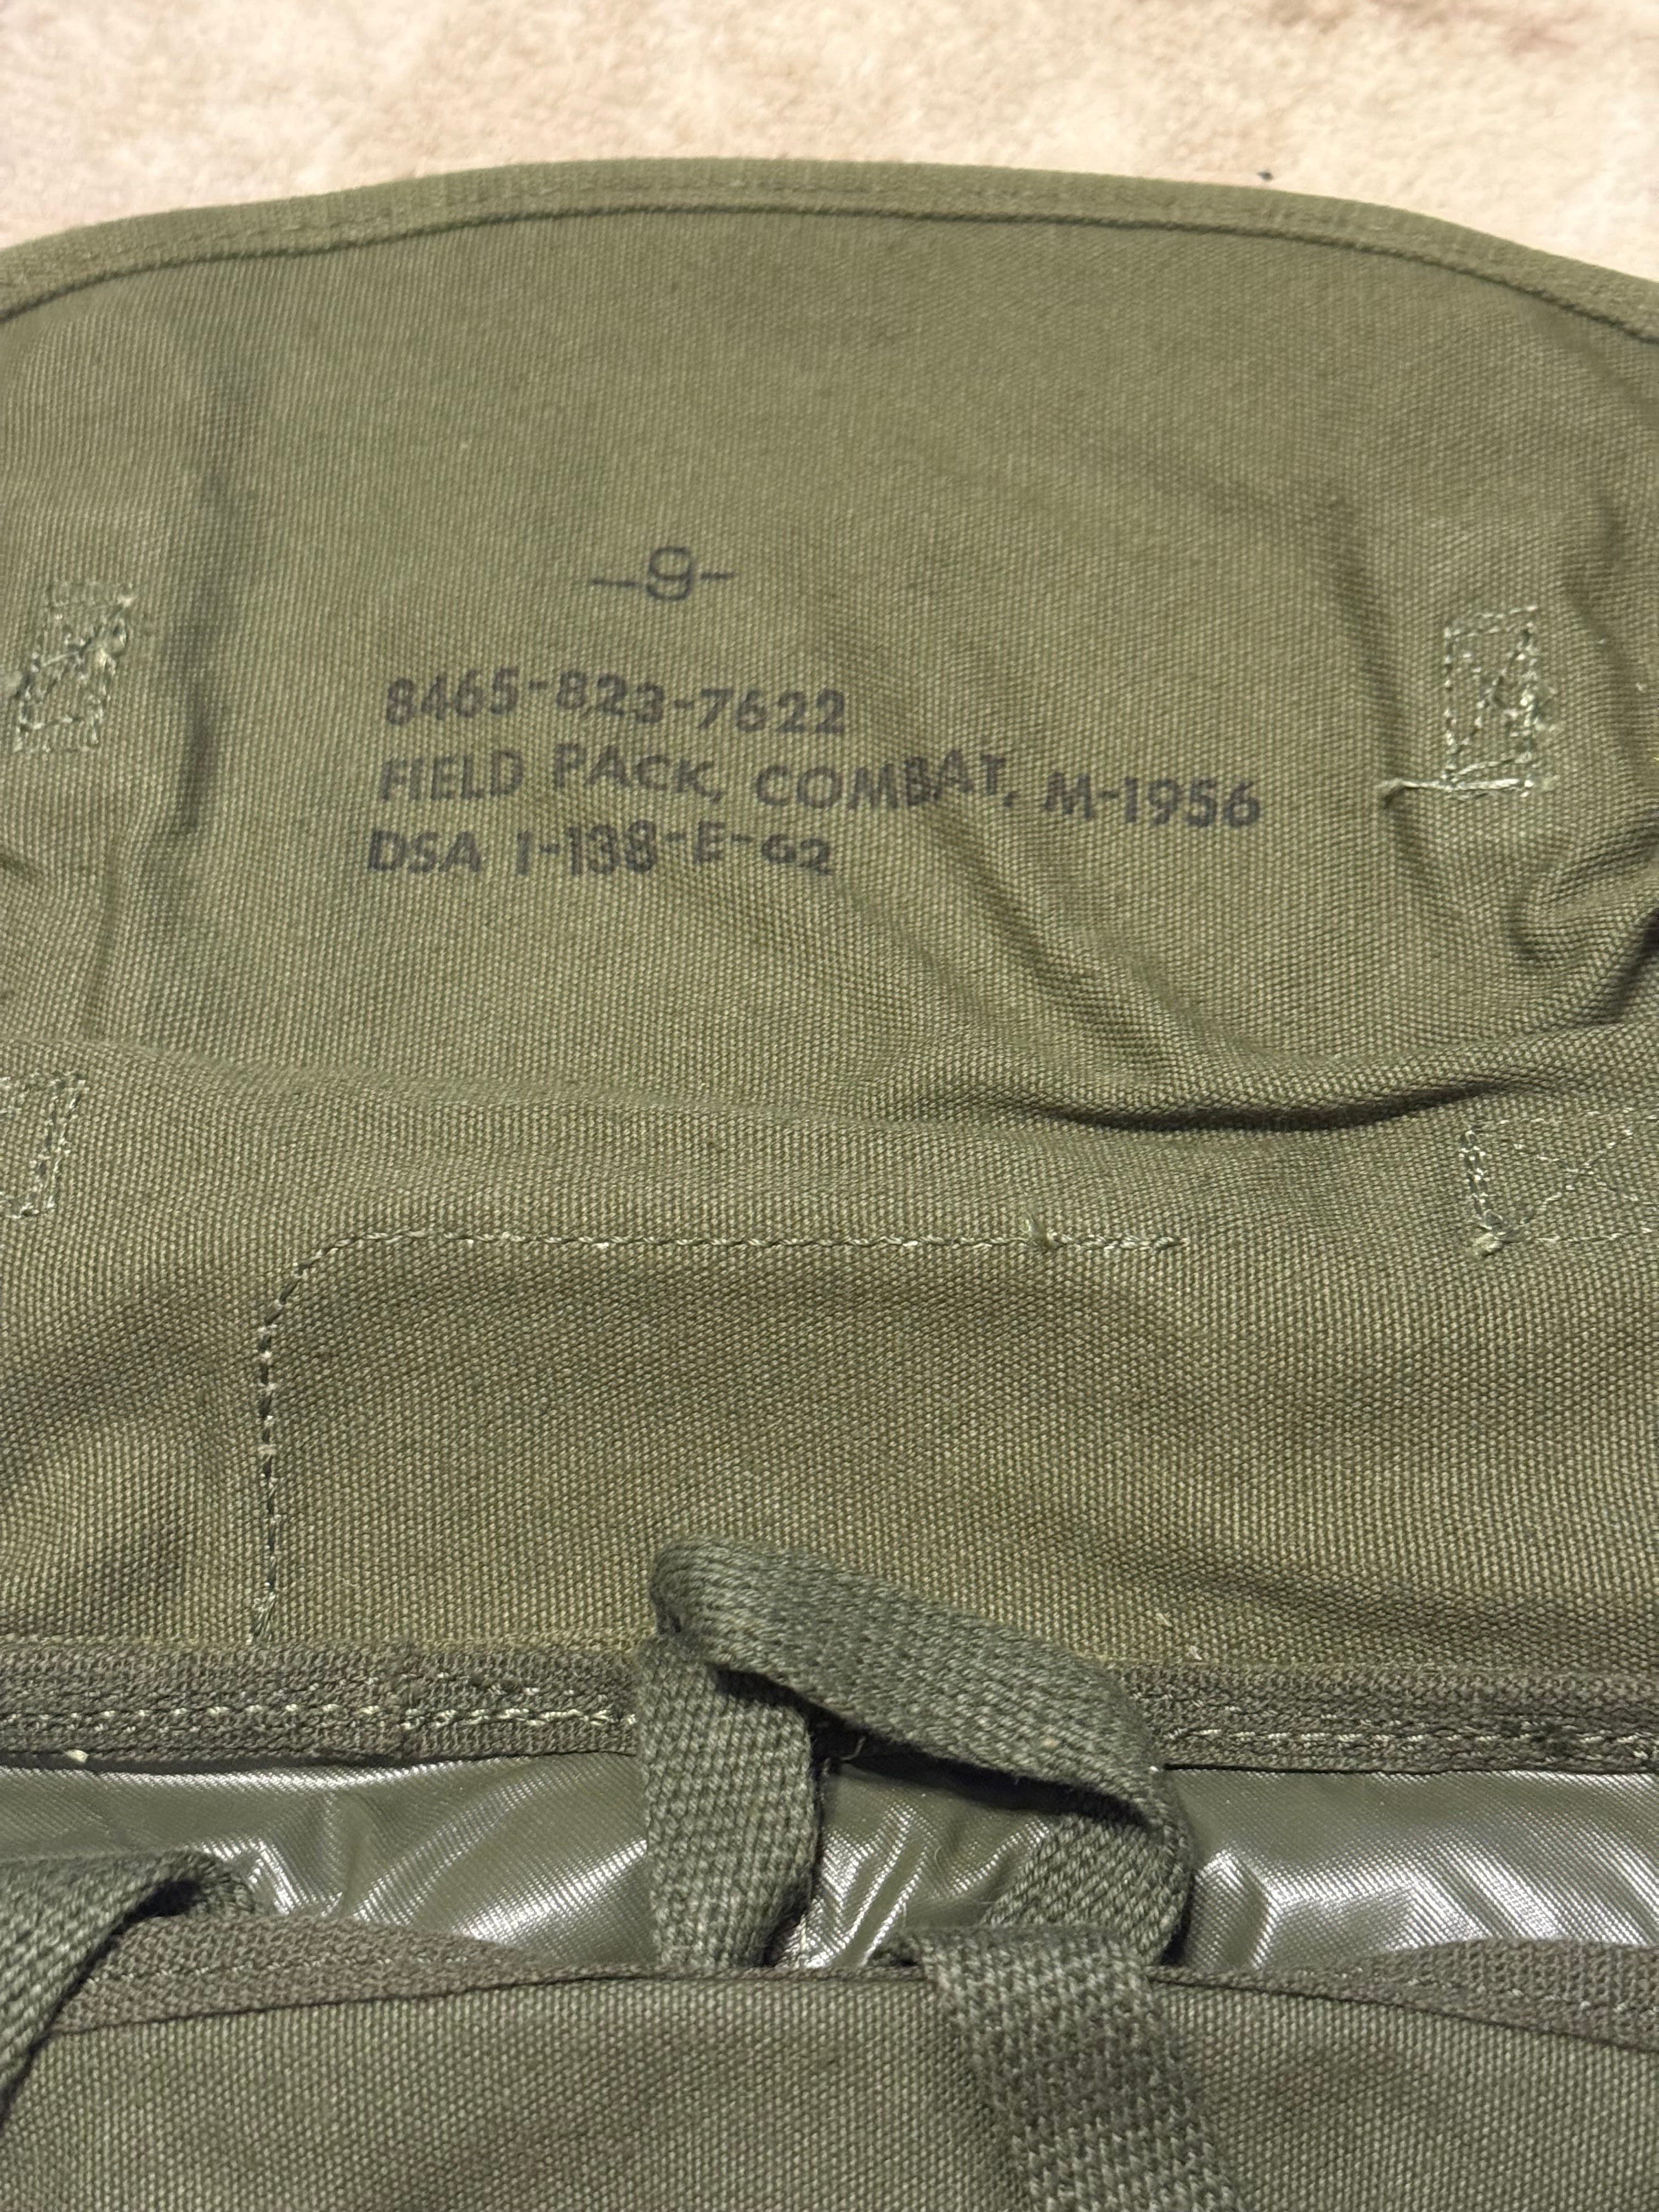 -9-
8465-823-7622
FIELD PACK, COMBAT, M-1956
DSA 1-138-E-62